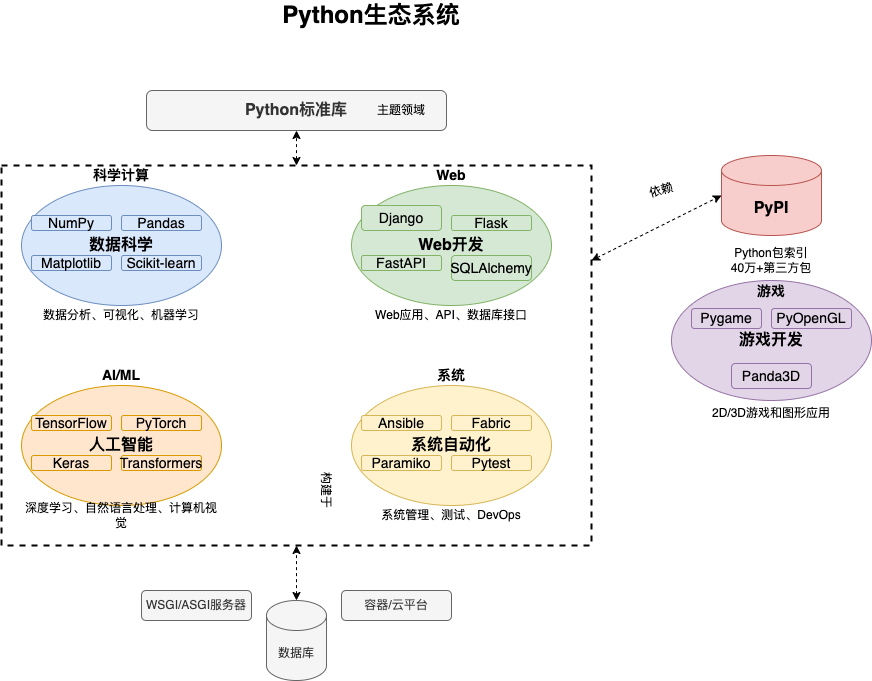 Python生态系统
Python标准库
主题领域
科学计算
NumPy
Pandas
数据科学
Matplotlib
Scikit-learn
数据分析、可视化、机器学习
Web
Django
Flask
Web开发
FastAPI
SQLAlchemy
Web应用、API、数据库接口
依赖
PyPI
Python包索引
40万+第三方包
游戏
Pygame
PyOpenGL
游戏开发
Panda3D
2D/3D游戏和图形应用
AI/ML
TensorFlow
PyTorch
人工智能
Keras
Transformers
深度学习、自然语言处理、计算机视
觉
系统
Ansible
Fabric
系统自动化
Paramiko
Pytest
系统管理、测试、DevOps
构建于
WSGI/ASGI服务器
容器/云平台
数据库